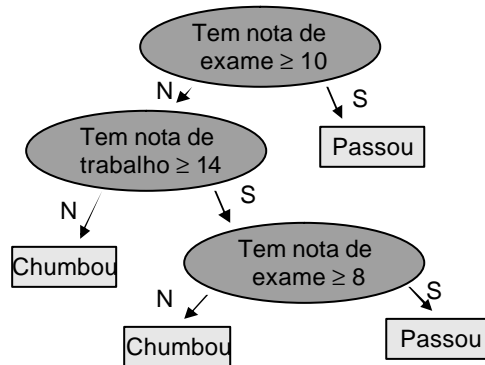 Tem nota de
exame ≥ 10
N
S
Tem nota de
trabalho ≥ 14
Passou
N
S
Chumbou
Tem nota de
exame ≥ 8
N
S
Chumbou
Passou